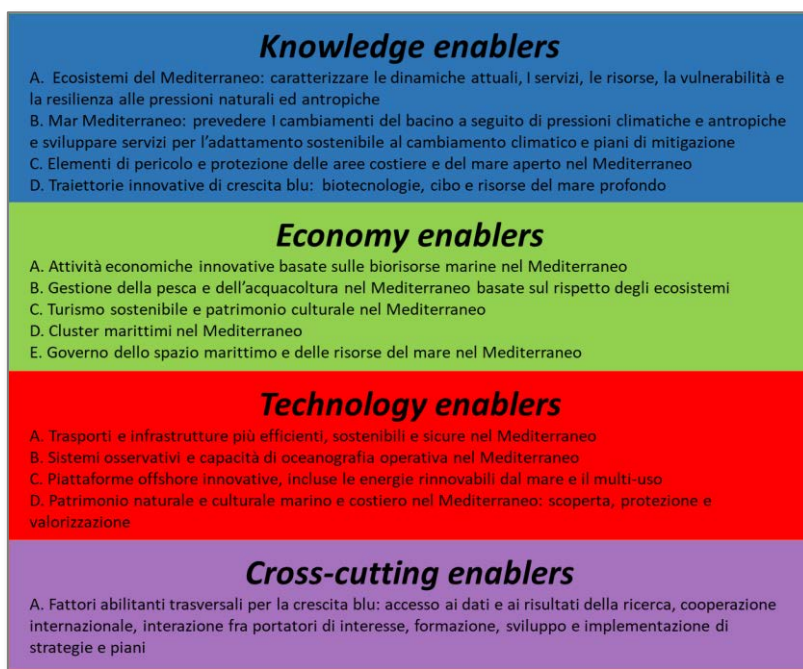 Knowledge enablers
A. Ecosistemi del Mediterraneo: caratterizzare le dinamiche attuali, I servizi, le risorse, la vulnerabilità e
la resilienza alle pressioni naturali ed antropiche
B. Mar Mediterraneo: prevedere I cambiamenti del bacino a seguito di pressioni climatiche e antropiche
e sviluppare servizi per l'adattamento sostenibile al cambiamento climatico e piani di mitigazione
C. Elementi di pericolo e protezione delle aree costiere e del mare aperto nel Mediterraneo
D. Traiettorie innovative di crescita blu: biotecnologie, cibo e risorse del mare profondo
Economy enablers
A. Attività economiche innovative basate sulle biorisorse marine nel Mediterraneo
B. Gestione della pesca e dell'acquacoltura nel Mediterraneo basate sul rispetto degli ecosistemi
C. Turismo sostenibile e patrimonio culturale nel Mediterraneo
D. Cluster marittimi nel Mediterraneo
E. Governo dello spazio marittimo e delle risorse del mare nel Mediterraneo
Technology enablers
A. Trasporti e infrastrutture più efficienti, sostenibili e sicure nel Mediterraneo
B. Sistemi osservativi e capacità di oceanografia operativa nel Mediterraneo
C. Piattaforme offshore innovative, incluse le energie rinnovabili dal mare e il multi-uso
D. Patrimonio naturale e culturale marino e costiero nel Mediterraneo: scoperta, protezione e
valorizzazione
Cross-cutting enablers
A. Fattori abilitanti trasversali per la crescita blu: accesso ai dati e ai risultati della ricerca, cooperazione
internazionale, interazione fra portatori di interesse, formazione, sviluppo e implementazione di
strategie e piani